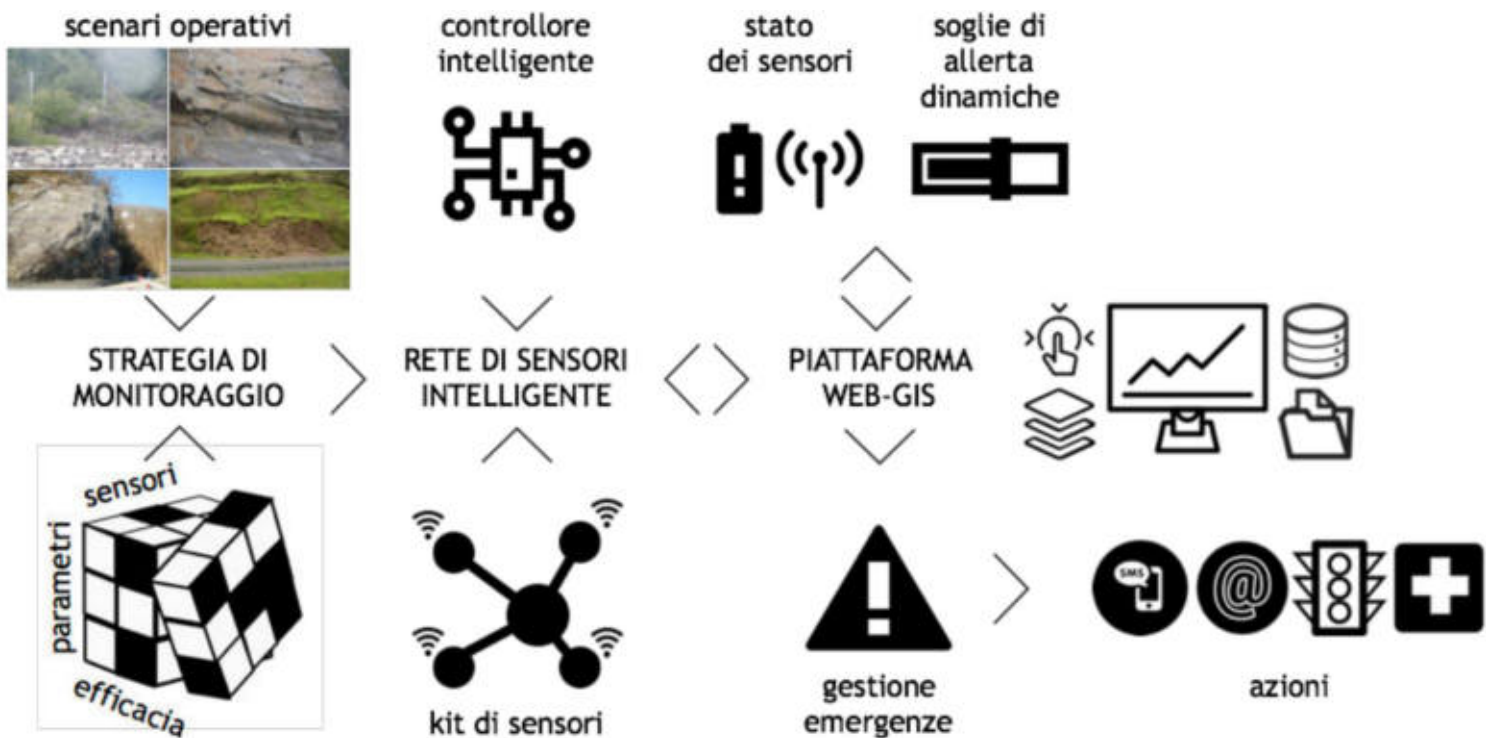 scenari operativi
controllore
intelligente
stato
dei sensori
soglie di
allerta
dinamiche
STRATEGIA DI
MONITORAGGIO
RETE DI SENSORI
INTELLIGENTE
PIATTAFORMA
WEB-GIS
sensori
parametri
efficacia
kit di sensori
gestione
emergenze
SMS
@
azioni